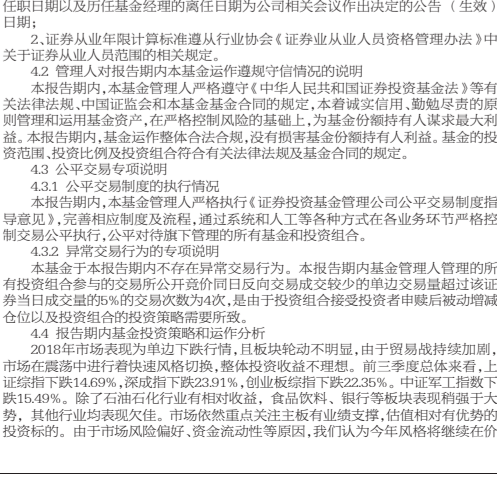 任职日期以及历任基金经理的离任日期为公司相关会议作出决定的公告（生效）
日期；
2、证券从业年限计算标准遵从行业协会《证券业从业人员资格管理办法》中
关于证券从业人员范围的相关规定。
4.2 管理人对报告期内本基金运作遵规守信情况的说明
本报告期内，本基金管理人严格遵守《中华人民共和国证券投资基金法》等有
关法律法规、中国证监会和本基金基金合同的规定，本着诚实信用、勤勉尽责的原
则管理和运用基金资产，在严格控制风险的基础上，为基金份额持有人谋求最大利
益。本报告期内，基金运作整体合法合规，没有损害基金份额持有人利益。基金的投
资范围、投资比例及投资组合符合有关法律法规及基金合同的规定。
4.3 公平交易专项说明
4.3.1 公平交易制度的执行情况
本报告期内，本基金管理人严格执行《证券投资基金管理公司公平交易制度指
导意见》，完善相应制度及流程，通过系统和人工等各种方式在各业务环节严格控
制交易公平执行，公平对待旗下管理的所有基金和投资组合。
4.3.2 异常交易行为的专项说明
本基金于本报告期内不存在异常交易行为。本报告期内基金管理人管理的所
有投资组合参与的交易所公开竞价同日反向交易成交较少的单边交易量超过该证
券当日成交量的5%的交易次数为4次，是由于投资组合接受投资者申赎后被动增减
仓位以及投资组合的投资策略需要所致。
4.4 报告期内基金投资策略和运作分析
2018年市场表现为单边下跌行情，且板块轮动不明显，由于贸易战持续加剧，
市场在震荡中进行着快速风格切换，整体投资收益不理想。前三季度总体来看，上
证综指下跌14.69%，深成指下跌23.91%，创业板综指下跌22.35%。中证军工指数下
跌15.49%。除了石油石化行业有相对收益，食品饮料、银行等板块表现稍强于大
势，其他行业均表现欠佳。市场依然重点关注主板有业绩支撑，估值相对有优势的
投资标的。由于市场风险偏好、资金流动性等原因，我们认为今年风格将继续在价